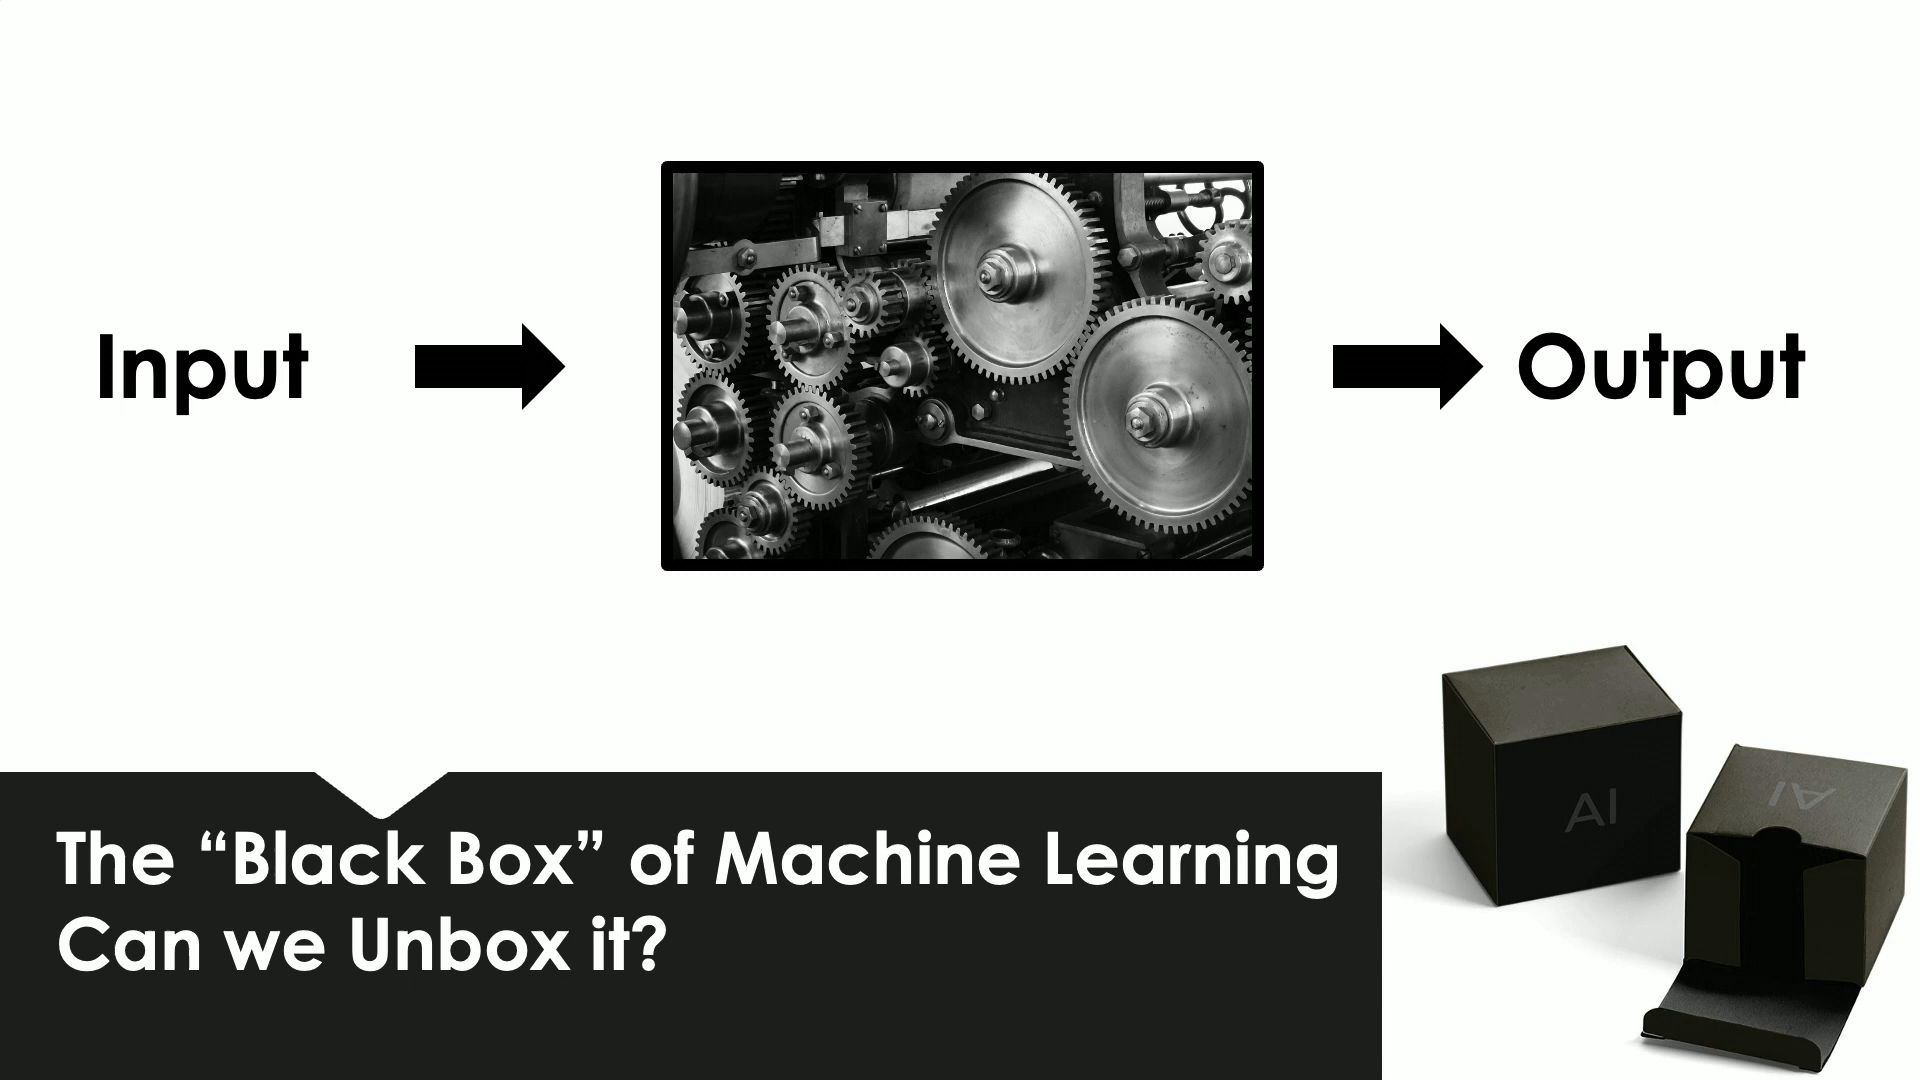 Input
Output
AI
AI
The “Black Box” of Machine Learning
Can we Unbox it?